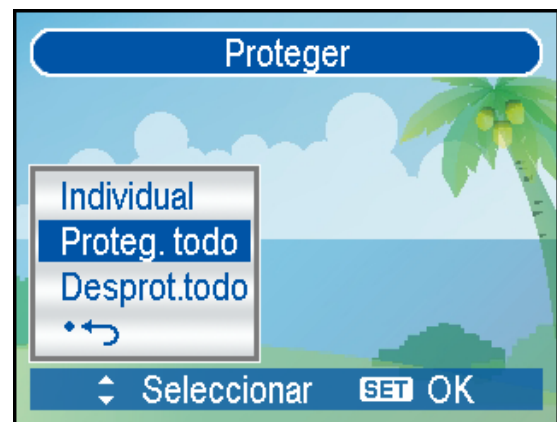 Proteger
Individual
Proteg. todo
Desprot.todo
Seleccionar SET OK